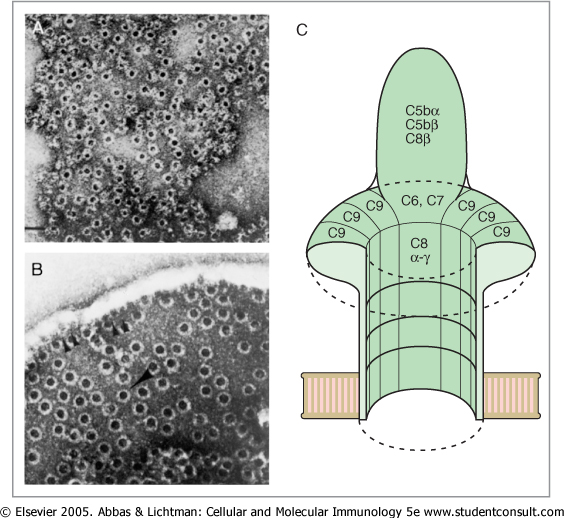 A
B
C
C5bα
C5bβ
C8β
C6, C7
C9
C9
C9
C9
C9
C9
C8
α-γ
© Elsevier 2005. Abbas & Lichtman: Cellular and Molecular Immunology 5e www.studentconsult.com